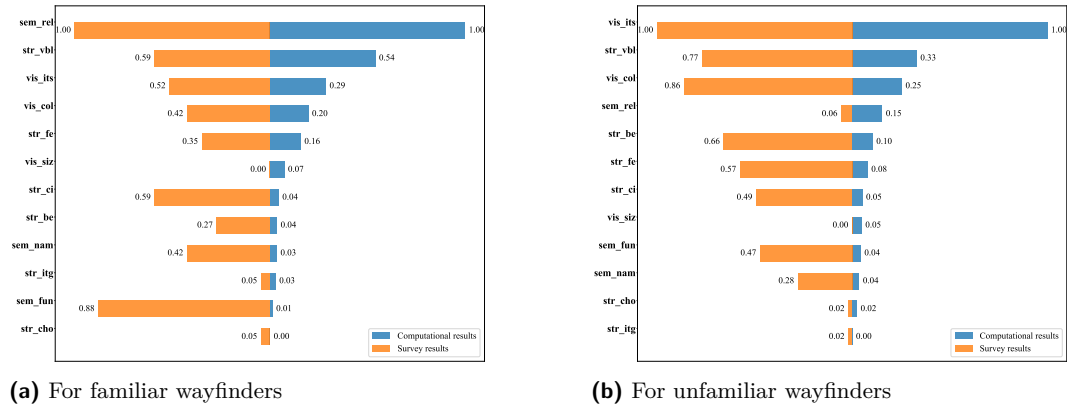 sem_rel 1.00 1.00
str_vbl 0.59 0.54
vis_its 0.52 0.29
vis_col 0.42 0.20
str_fe 0.35 0.16
vis_siz 0.00 0.07
str_ci 0.59 0.04
str_be 0.27 0.04
sem_nam 0.42 0.03
str_itg 0.05 0.03
sem_fun 0.88 0.01
str_cho 0.05 0.00
Computational results
Survey results
(a) For familiar wayfinders
vis_its 1.00 1.00
str_vbl 0.77 0.33
vis_col 0.86 0.25
sem_rel 0.06 0.15
str_be 0.66 0.10
str_fe 0.57 0.08
str_ci 0.49 0.05
vis_siz 0.00 0.05
sem_fun 0.47 0.04
sem_nam 0.28 0.04
str_cho 0.02 0.02
str_itg 0.02 0.00
Computational results
Survey results
(b) For unfamiliar wayfinders